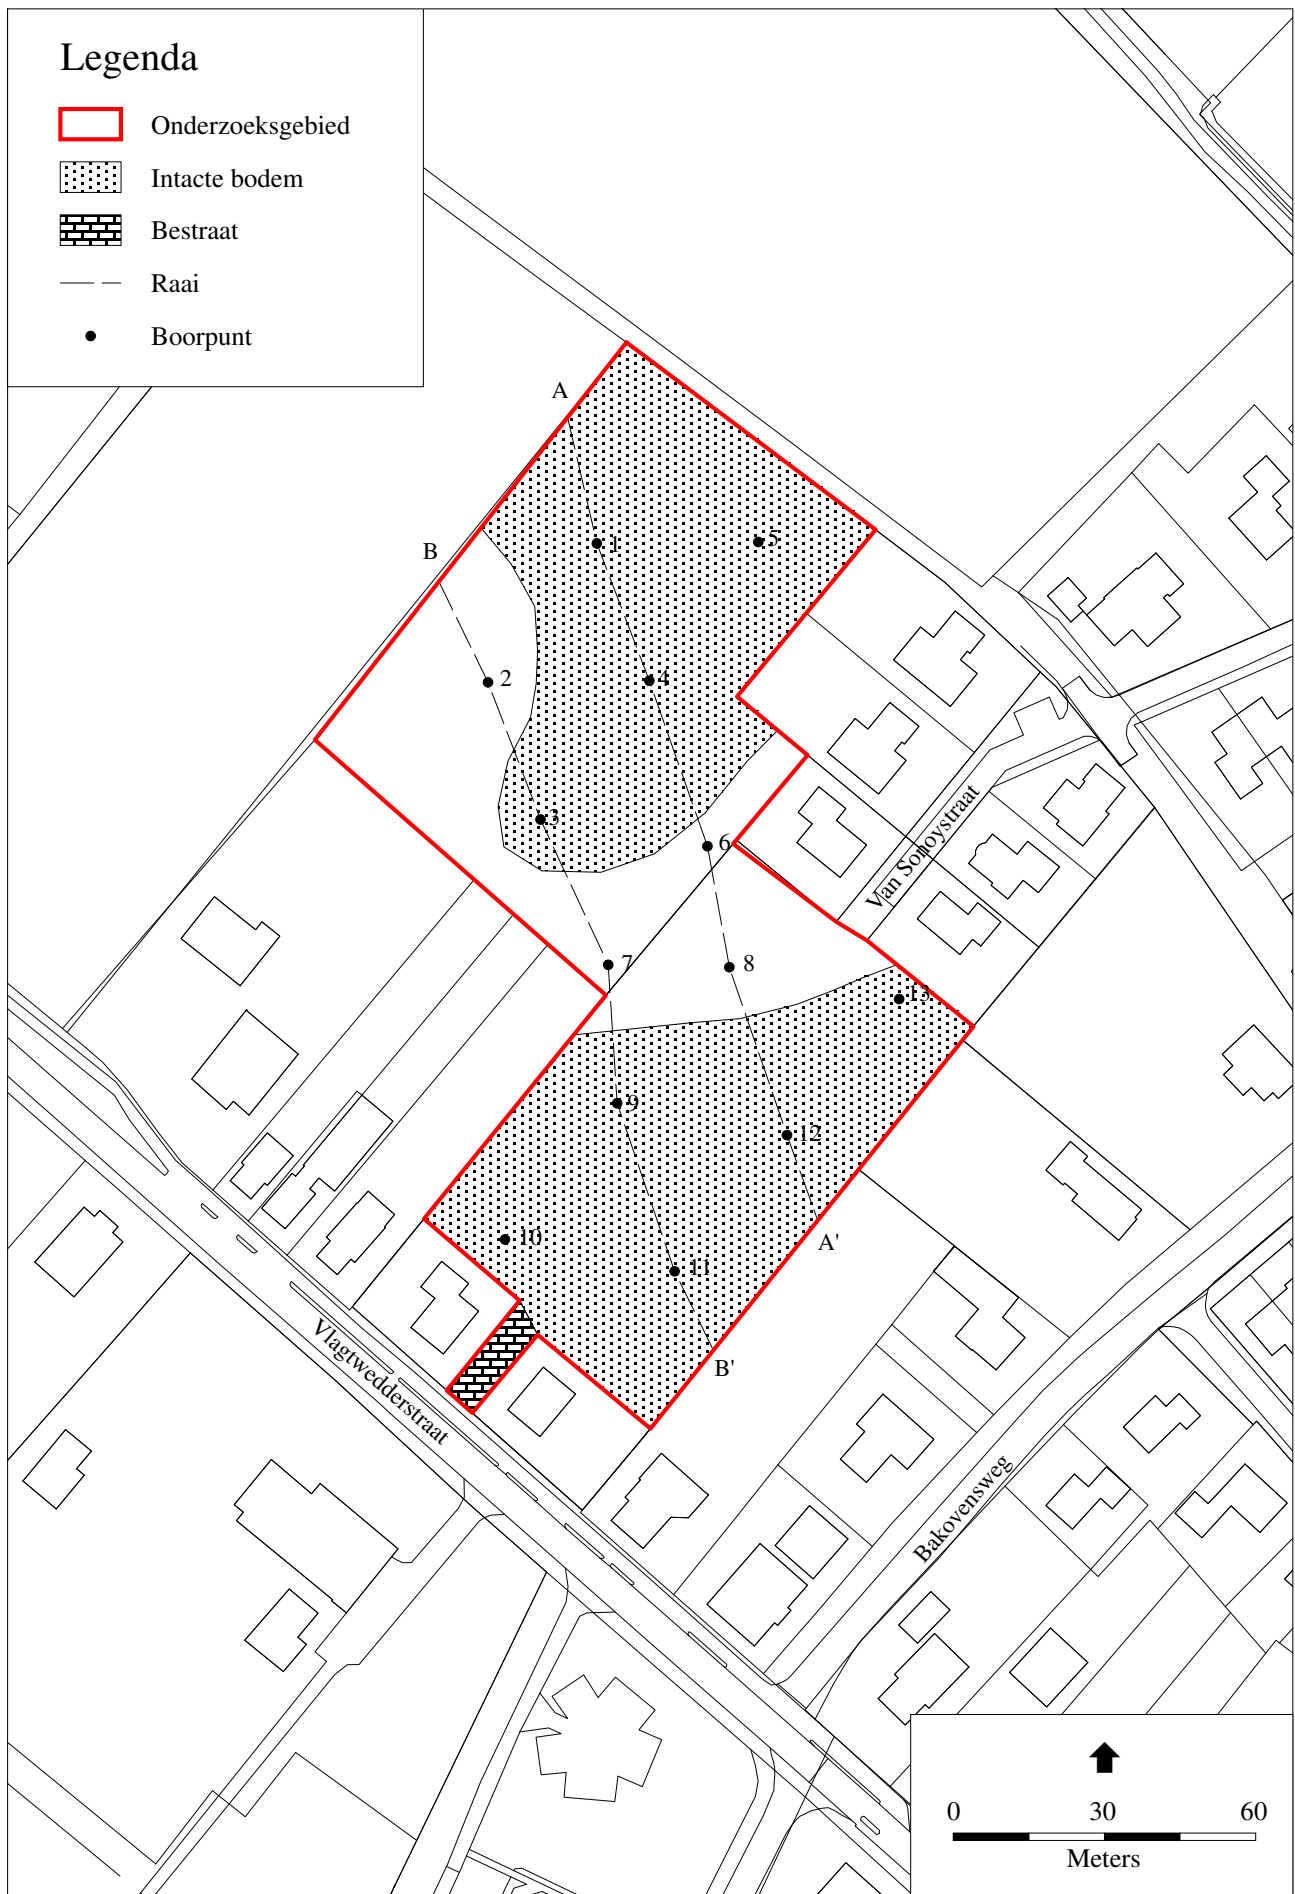 Legenda
Onderzoeksgebied
Intacte bodem
Bestraat
Raai
Boorpunt
A
B
1
5
2
4
3
6
Van Sonoystraat
7
8
13
9
12
10
A'
11
B'
Vlagtwedderstraat
Bakovensweg
0 30 60
Meters